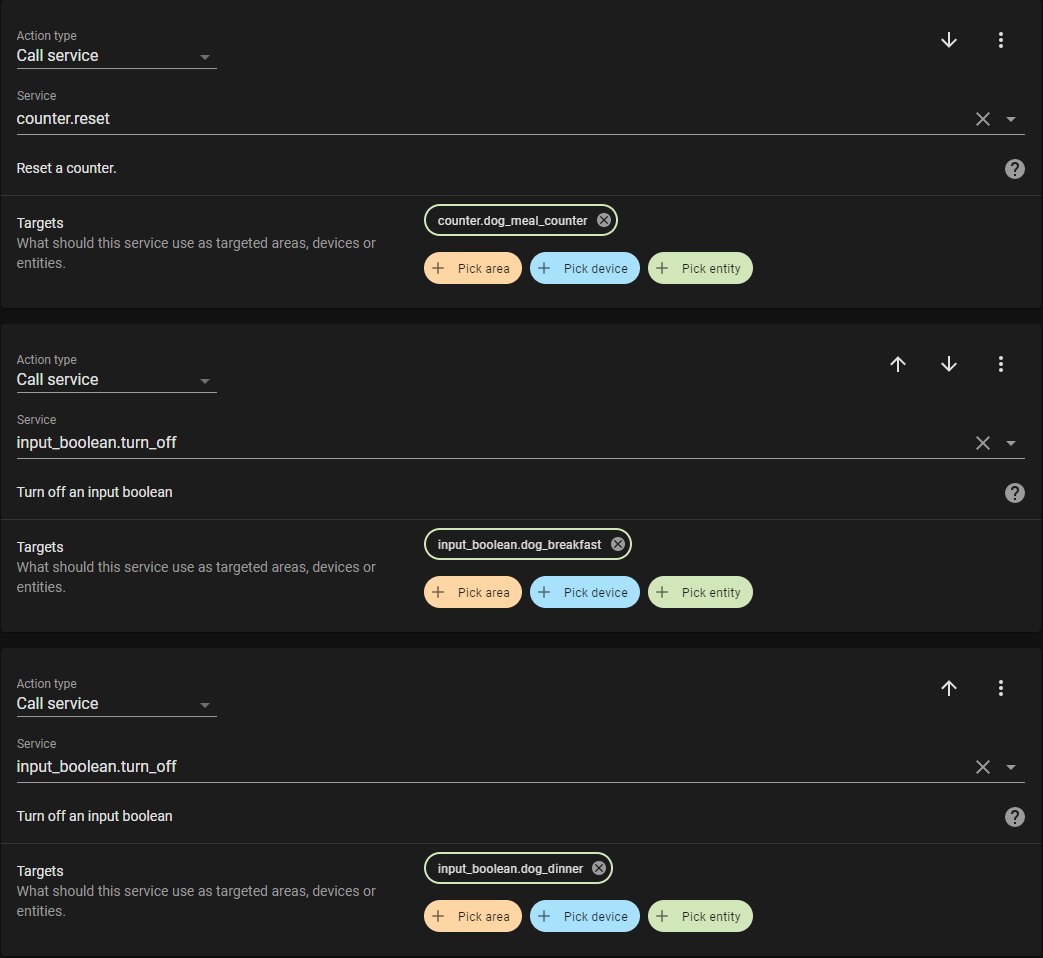 Action type
Call service
Service
counter.reset
Reset a counter.
Targets
What should this service use as targeted areas, devices or
entities.
counter.dog_meal_counter
Pick area Pick device Pick entity
Action type
Call service
Service
input_boolean.turn_off
Turn off an input boolean
Targets
What should this service use as targeted areas, devices or
entities.
input_boolean.dog_breakfast
Pick area Pick device Pick entity
Action type
Call service
Service
input_boolean.turn_off
Turn off an input boolean
Targets
What should this service use as targeted areas, devices or
entities.
input_boolean.dog_dinner
Pick area Pick device Pick entity